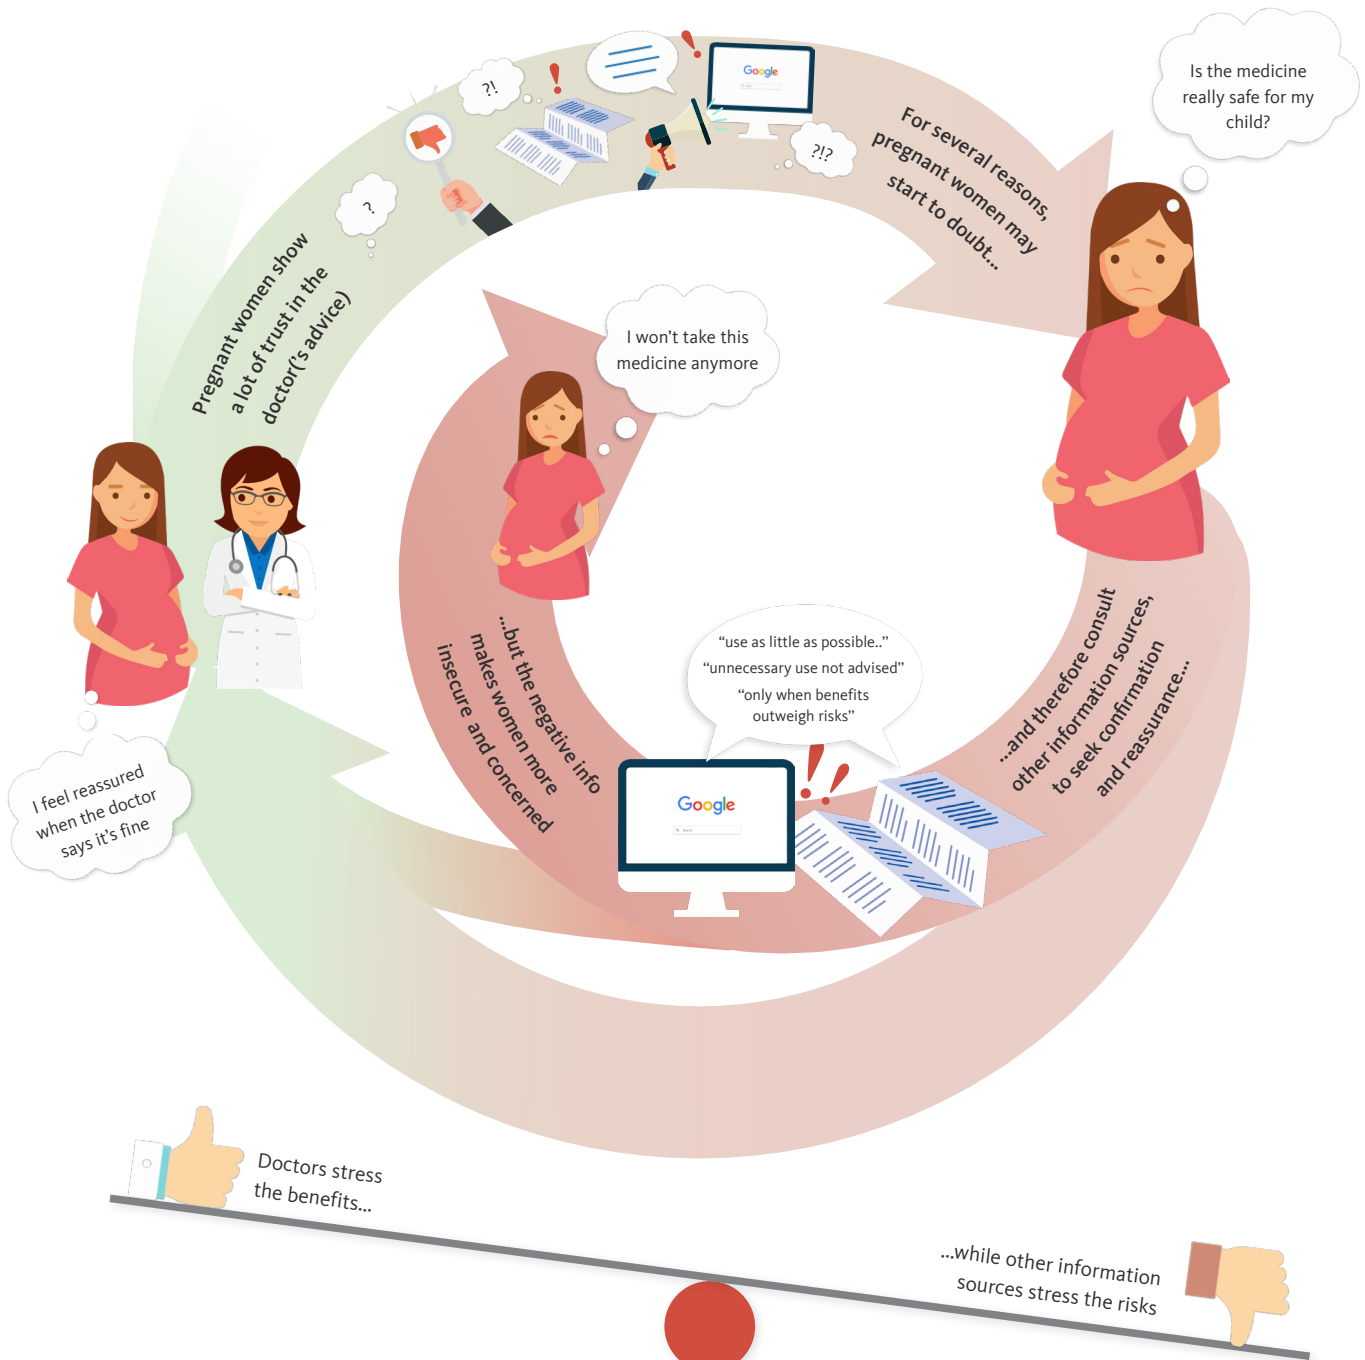 Pregnant women show
a lot of trust in the
doctor('s advice)
?
?!
Google
?!?
For several reasons,
pregnant women may
start to doubt...
Is the medicine
really safe for my
child?
...and therefore consult
other information sources,
to seek confirmation
and reassurance...
“use as little as possible..”
“unnecessary use not advised”
“only when benefits
outweigh risks”
Google
...but the negative info
makes women more
insecure and concerned
I won’t take this
medicine anymore
I feel reassured
when the doctor
says it’s fine
Doctors stress
the benefits...
...while other information
sources stress the risks